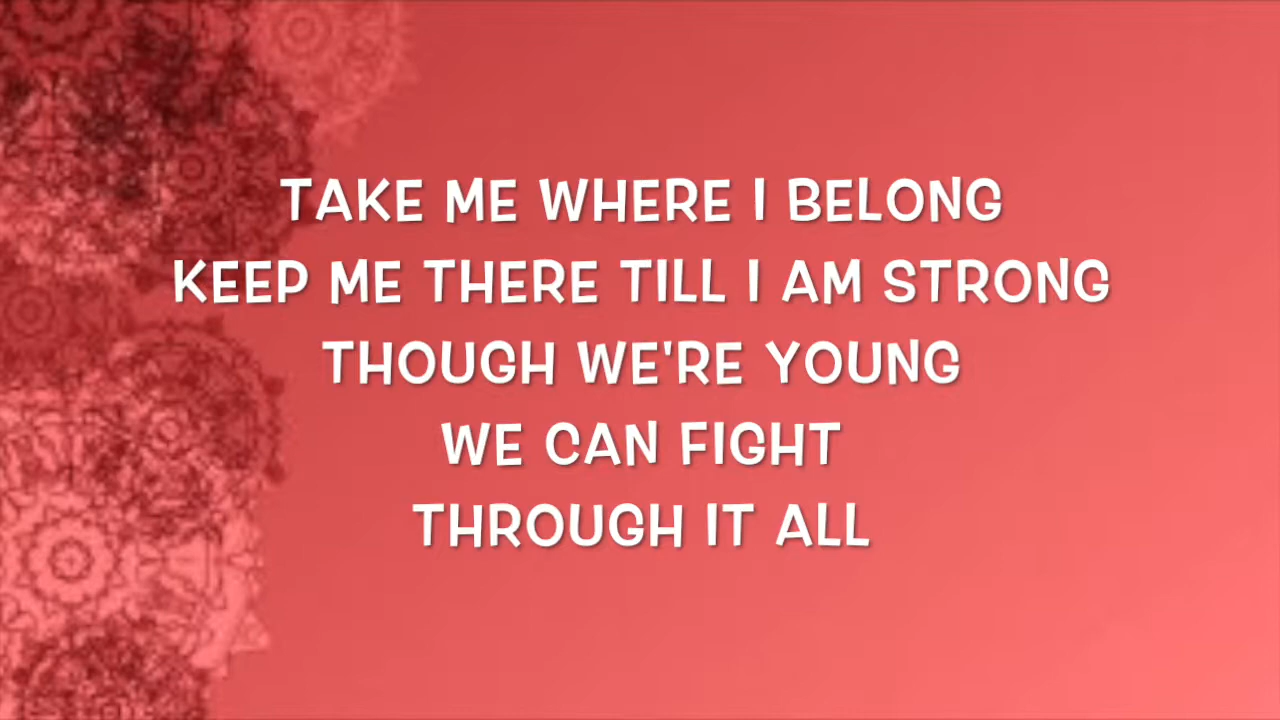 TAKE ME WHERE I BELONG
KEEP ME THERE TILL I AM STRONG
THOUGH WE'RE YOUNG
WE CAN FIGHT
THROUGH IT ALL